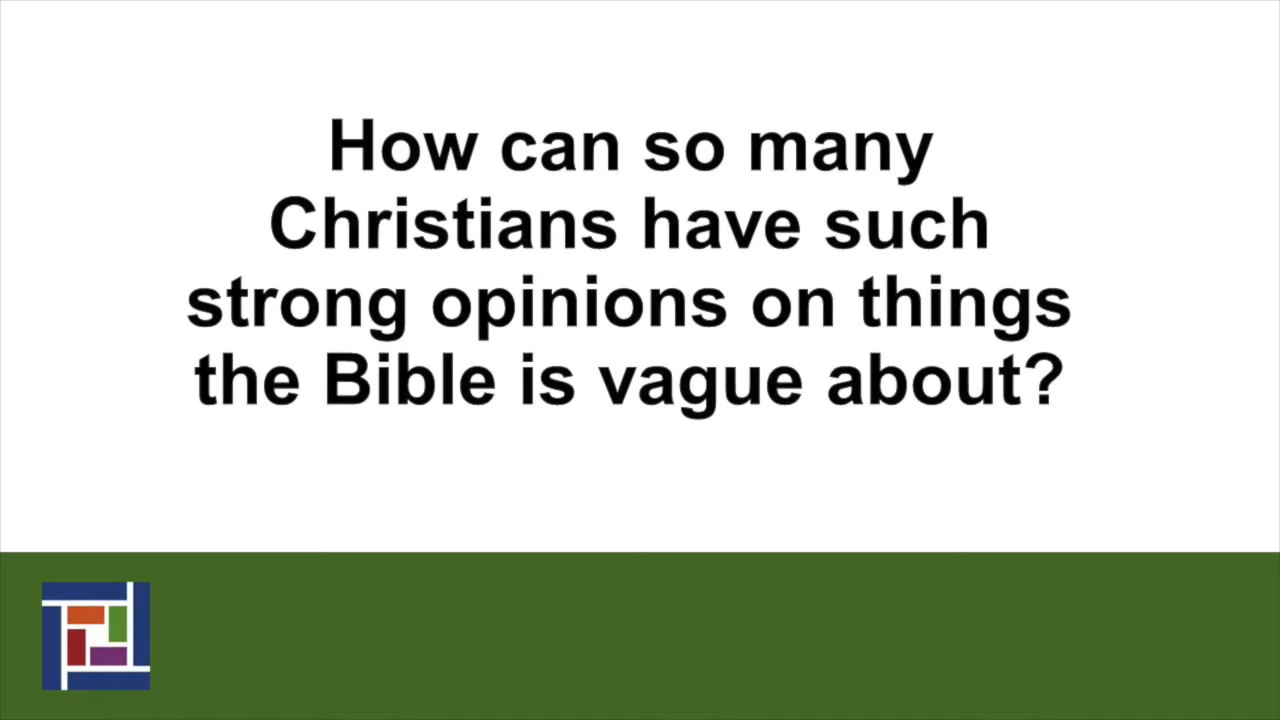 How can so many
Christians have such
strong opinions on things
the Bible is vague about?